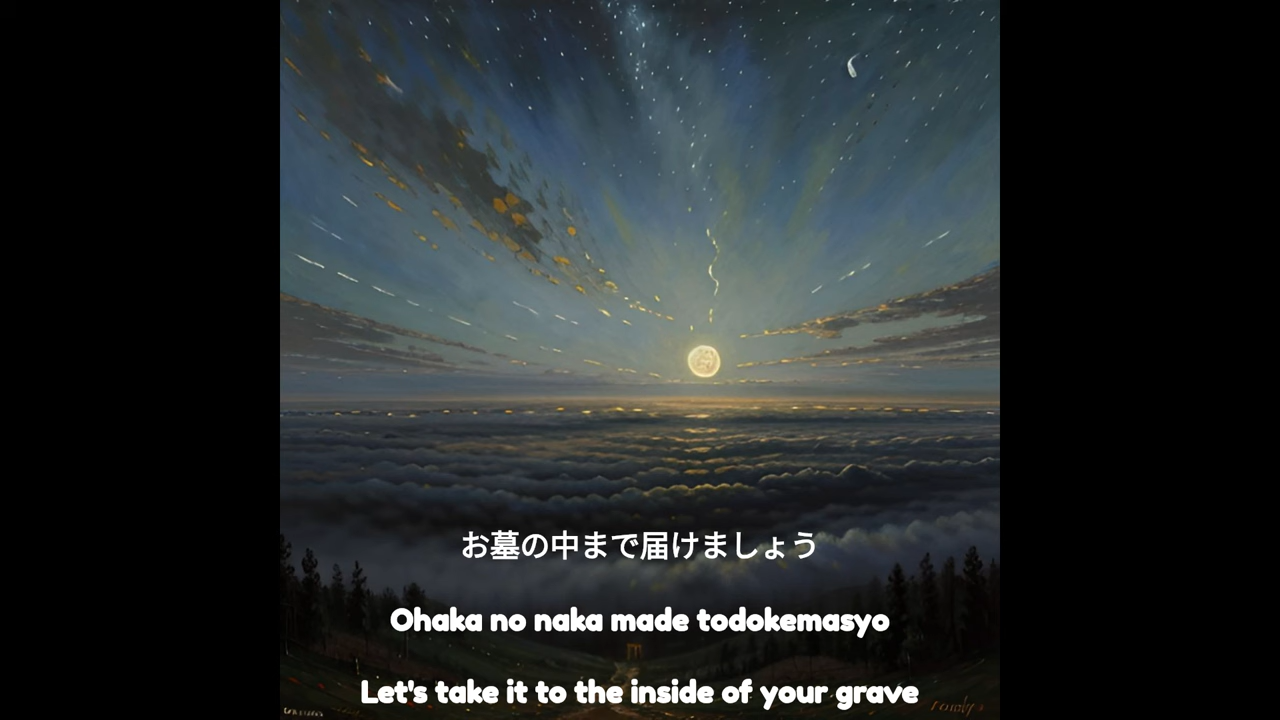 お墓の中まで届けましょう
Ohaka no naka made todokemasyo
Let's take it to the inside of your grave